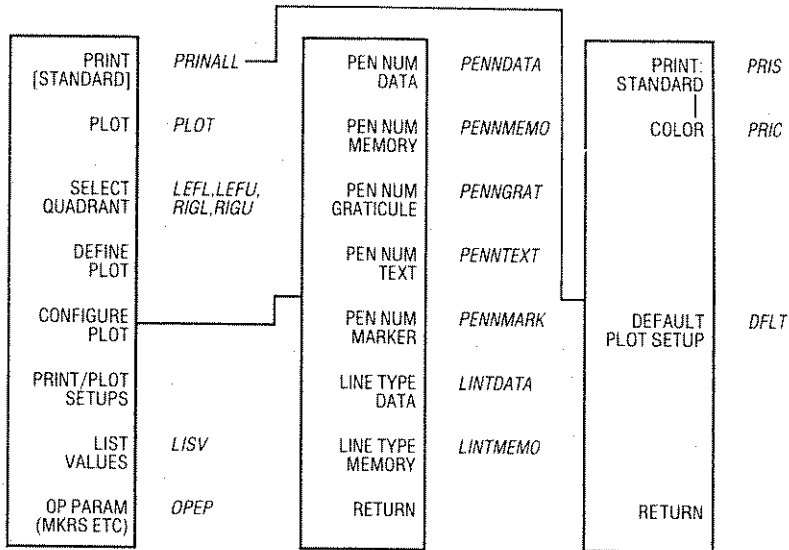 PRINT
[STANDARD]
PRINALL
PLOT
PLOT
SELECT
QUADRANT
LEFL,LEFU,
RIGL,RIGU
DEFINE
PLOT
CONFIGURE
PLOT
PRINT/PLOT
SETUPS
LIST
VALUES
LISV
OP PARAM
(MKRS ETC)
OPEP
PEN NUM
DATA
PENNDATA
PEN NUM
MEMORY
PENNMEMO
PEN NUM
GRATICULE
PENNGRAT
PEN NUM
TEXT
PENNTEXT
PEN NUM
MARKER
PENNMARK
LINE TYPE
DATA
LINTDATA
LINE TYPE
MEMORY
LINTMEMO
RETURN
PRINT:
STANDARD
PRIS
COLOR
PRIC
DEFAULT
PLOT SETUP
DFLT
RETURN